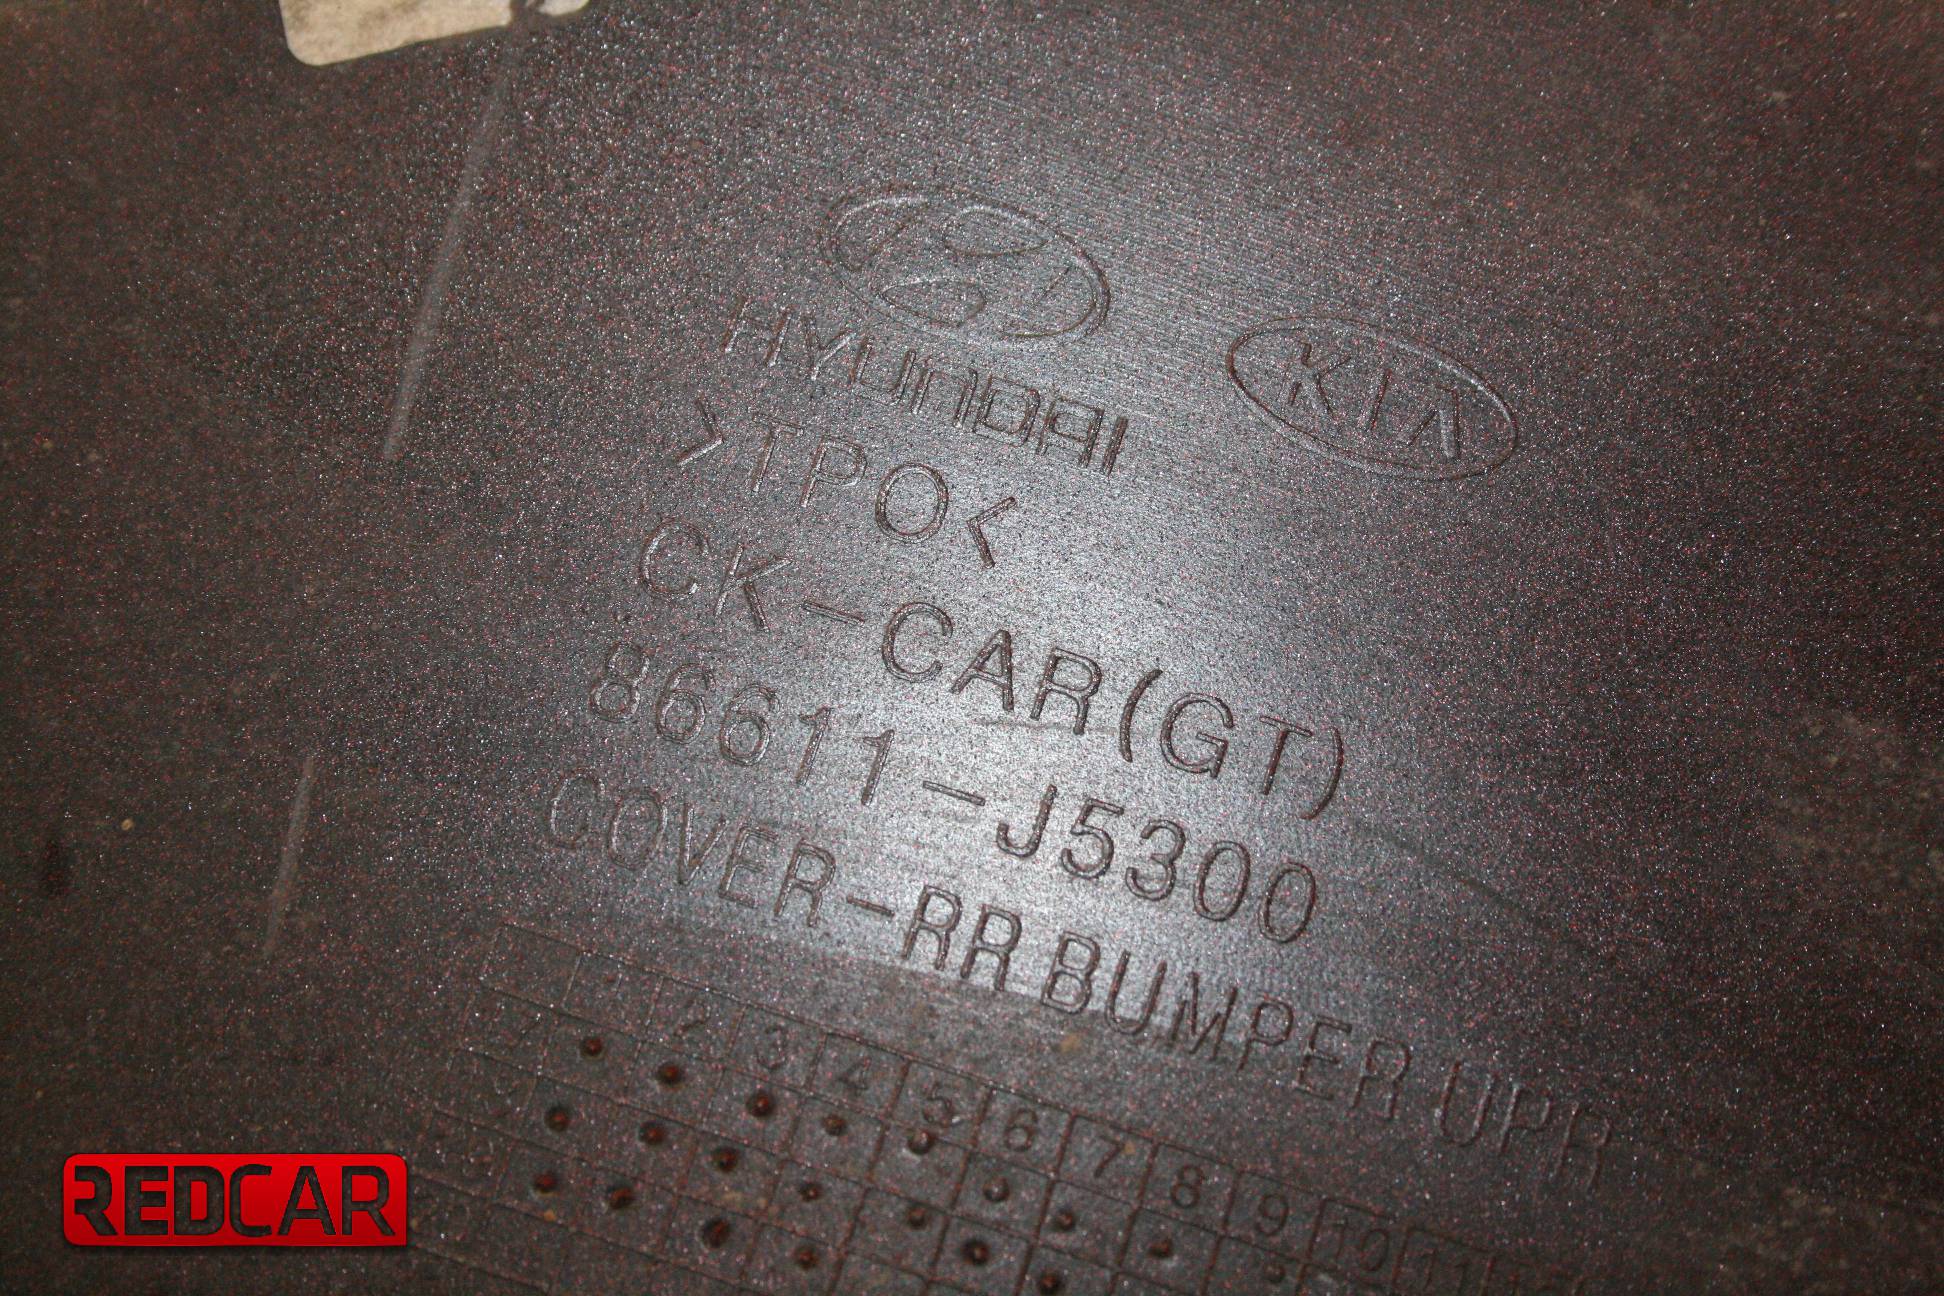 HYUNDAI
KIA
>TPO<
CK-CAR(GT)
86611-J5300
COVER-RR BUMPER UPR
1 2 3 4 5 6 7 8 9 10 11
17
REDCAR